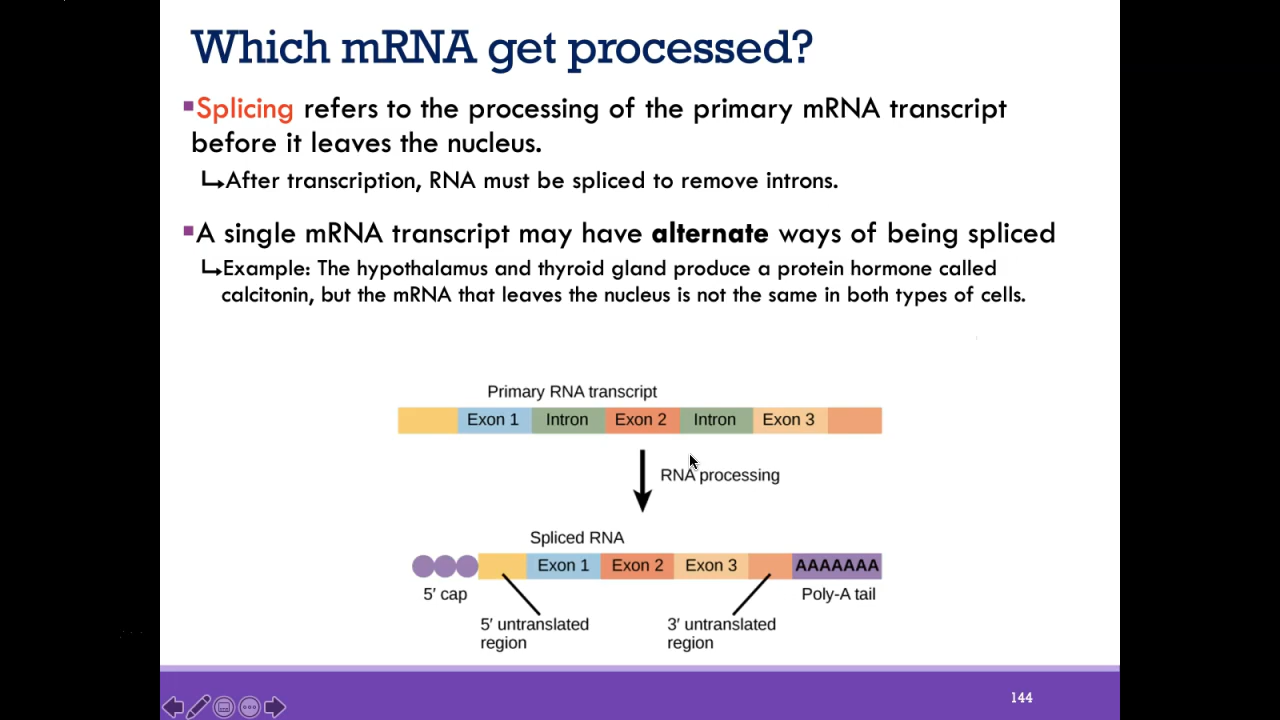 Which mRNA get processed?
▪Splicing refers to the processing of the primary mRNA transcript
before it leaves the nucleus.
↳After transcription, RNA must be spliced to remove introns.
▪A single mRNA transcript may have alternate ways of being spliced
↳Example: The hypothalamus and thyroid gland produce a protein hormone called
calcitonin, but the mRNA that leaves the nucleus is not the same in both types of cells.
Primary RNA transcript
Exon 1 Intron Exon 2 Intron Exon 3
RNA processing
Spliced RNA
Exon 1 Exon 2 Exon 3 AAAAAAA
5′ cap Poly-A tail
5′ untranslated 3′ untranslated
region region
144